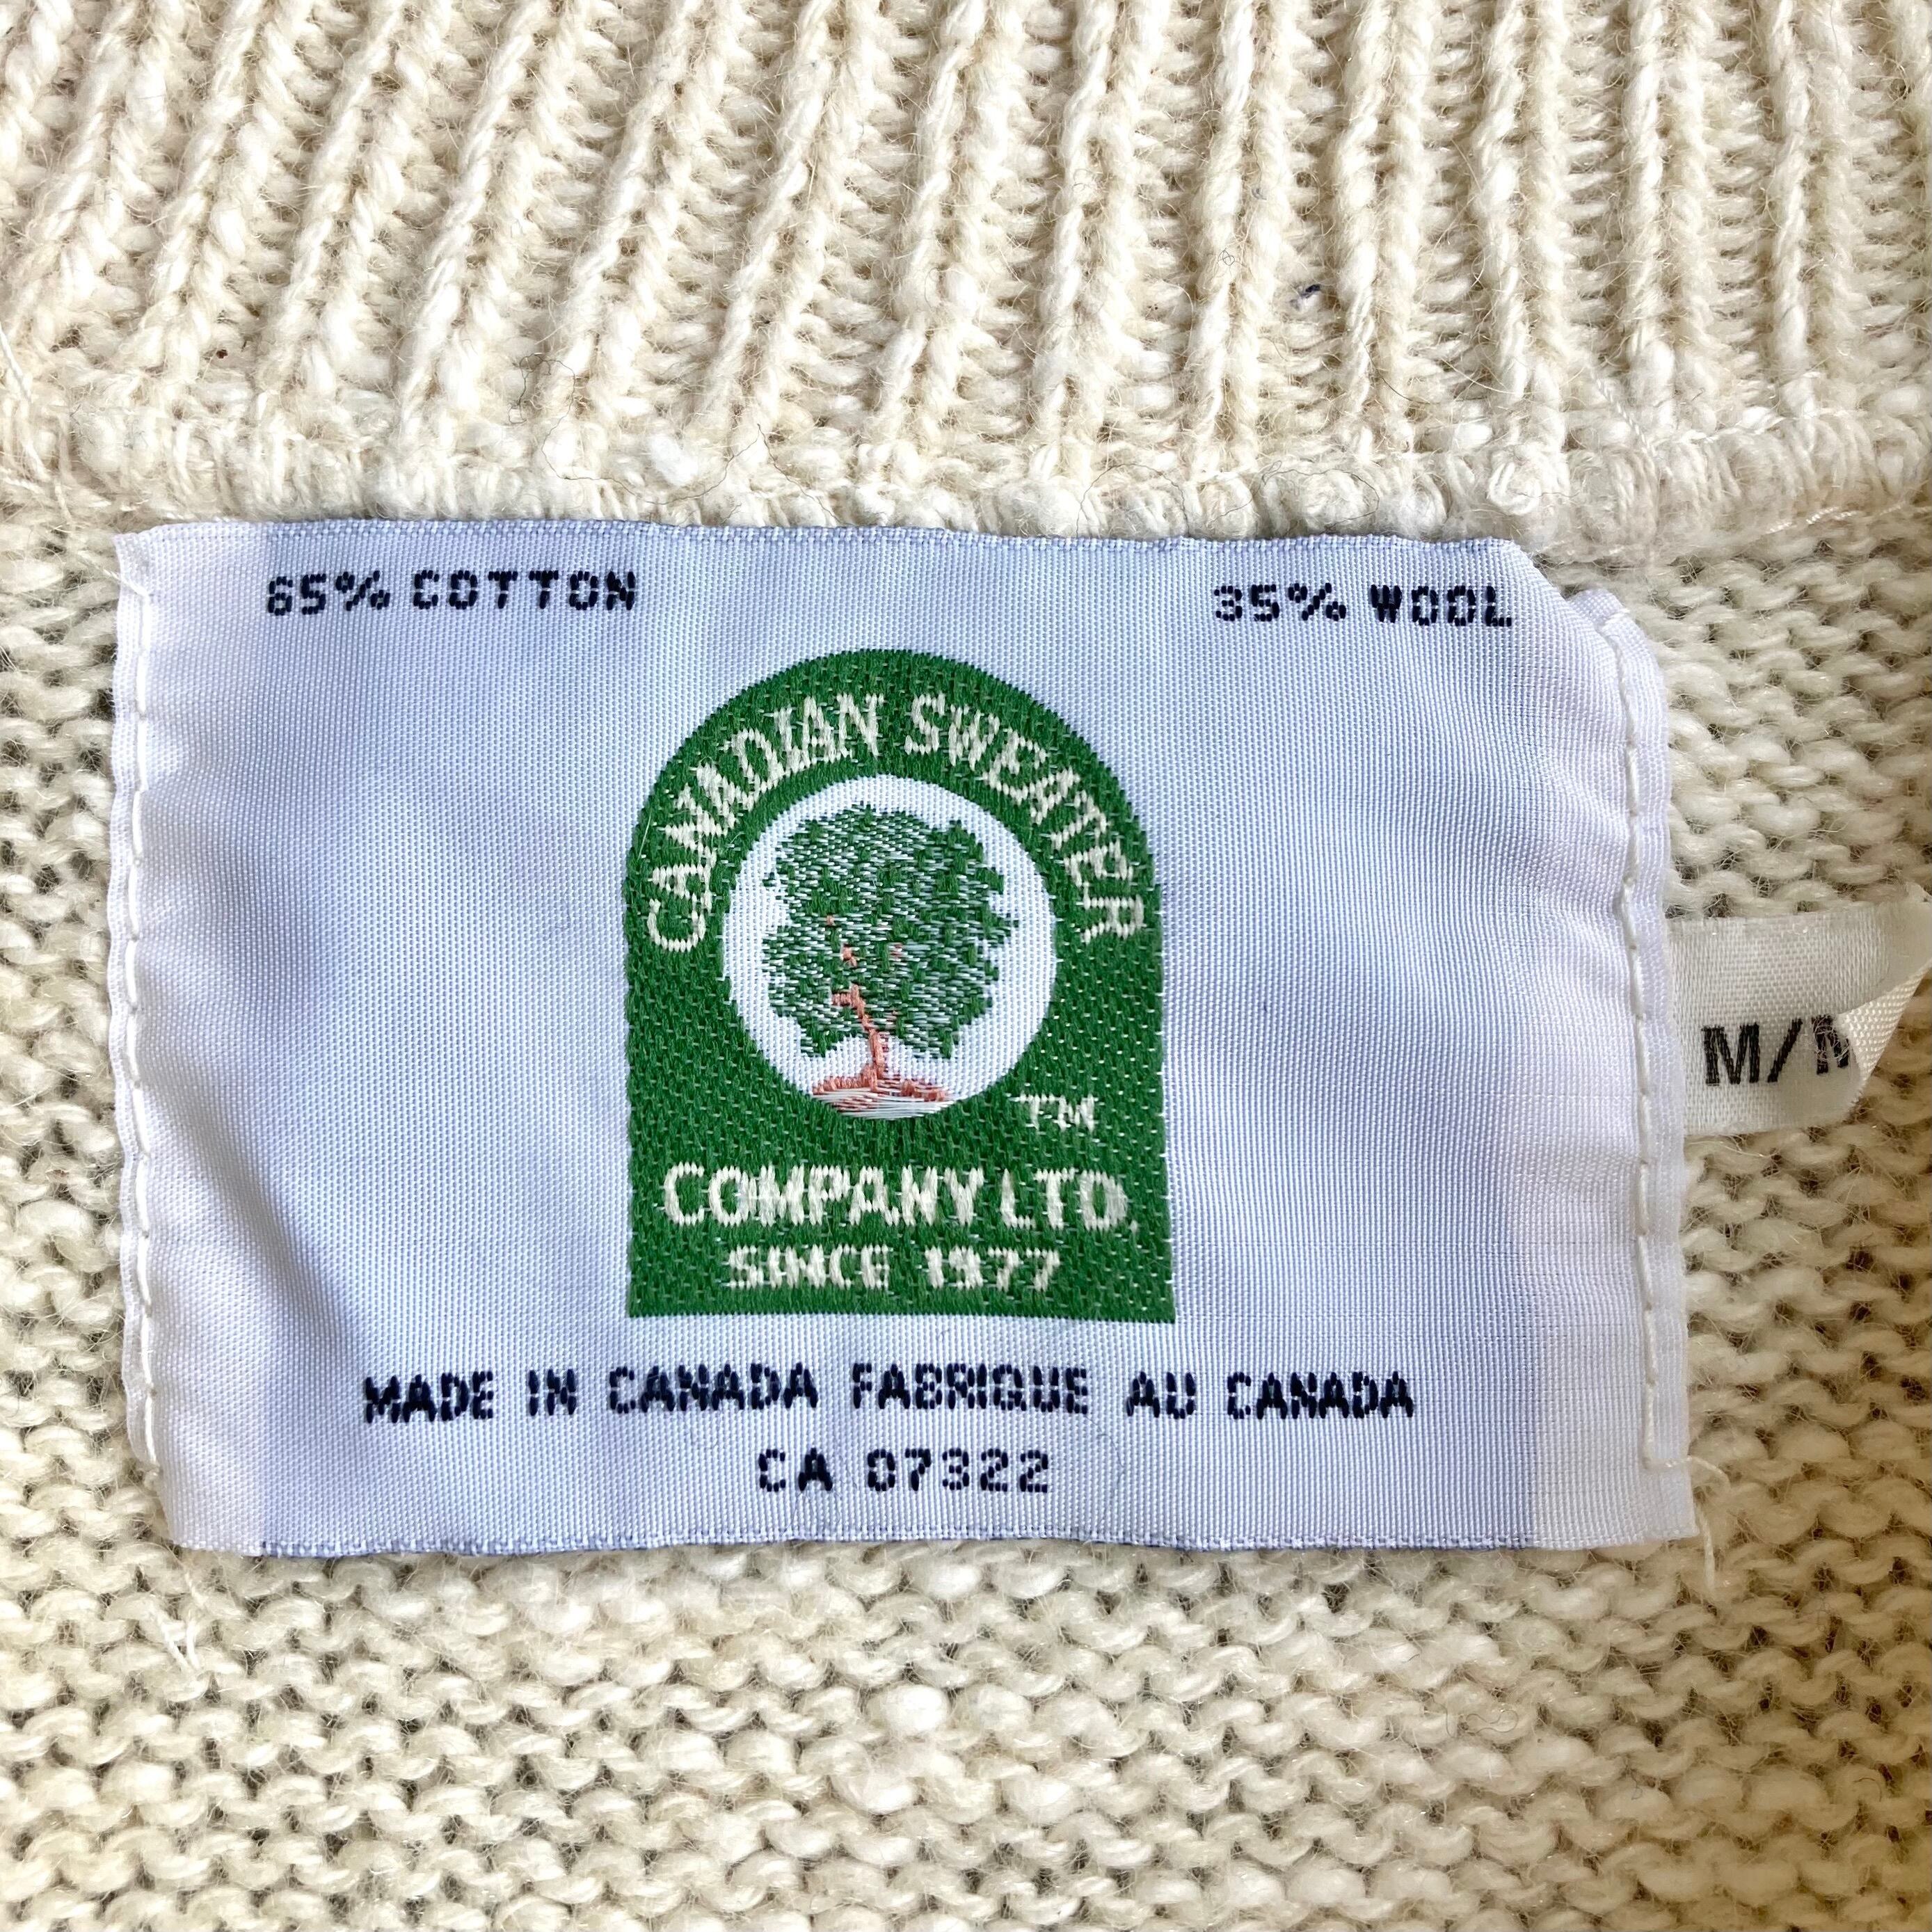 65% COTTON 35% WOOL
CANADIAN SWEATER
TM
COMPANY LTD.
SINCE 1977
MADE IN CANADA FABRIQUE AU CANADA
CA 07322
M/M